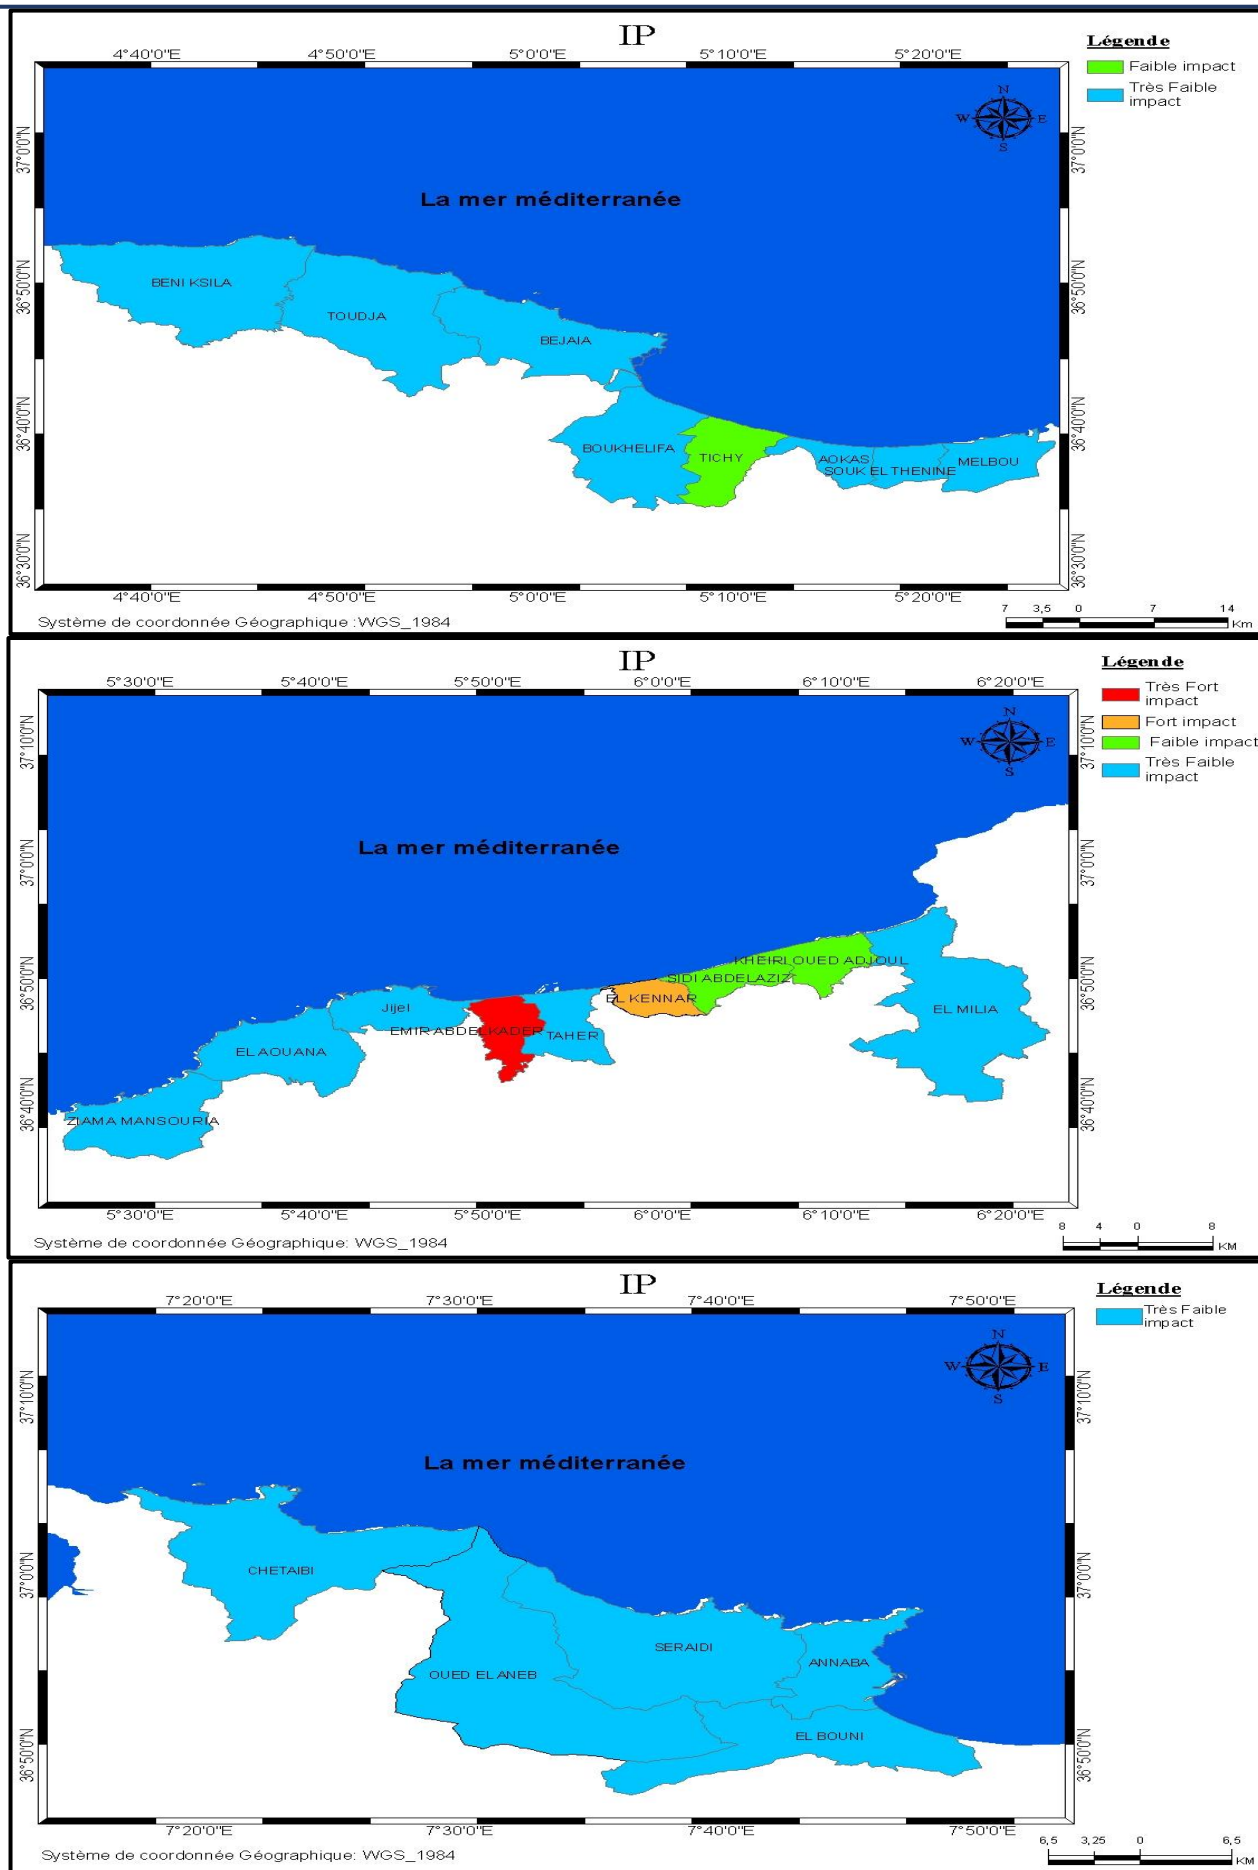 IP
4°40'0"E 4°50'0"E 5°0'0"E 5°10'0"E 5°20'0"E
Légende
Faible impact
Très Faible
impact
N
W E
S
37°0'0"N 37°0'0"N
La mer méditerranée
36°50'0"N 36°50'0"N
BENI KSILA
TOUDJA
BEJAIA
36°40'0"N 36°40'0"N
BOUKHELIFA TICHY AOKAS MELBOU
SOUK EL THENINE
36°30'0"N 36°30'0"N
4°40'0"E 4°50'0"E 5°0'0"E 5°10'0"E 5°20'0"E
7 3,5 0 7 14
Km
Système de coordonnée Géographique :WGS_1984
IP
5°30'0"E 5°40'0"E 5°50'0"E 6°0'0"E 6°10'0"E 6°20'0"E
Légende
Très Fort
impact
Fort impact
Faible impact
Très Faible
impact
N
W E
S
37°10'0"N 37°10'0"N
La mer méditerranée
37°0'0"N 37°0'0"N
KHEIRI OUED ADJOUL
SIDI ABDELAZIZ
36°50'0"N 36°50'0"N
EL KENNAR
Jijel EL MILIA
EMIR ABDELKADER TAHER
EL AOUANA
36°40'0"N 36°40'0"N
ZIAMA MANSOURIA
5°30'0"E 5°40'0"E 5°50'0"E 6°0'0"E 6°10'0"E 6°20'0"E
8 4 0 8
KM
Système de coordonnée Géographique: WGS_1984
IP
7°20'0"E 7°30'0"E 7°40'0"E 7°50'0"E
Légende
Très Faible
impact
N
W E
S
37°10'0"N 37°10'0"N
La mer méditerranée
37°0'0"N 37°0'0"N
CHETAIBI
SERAIDI
ANNABA
OUED EL ANEB
EL BOUNI
36°50'0"N 36°50'0"N
7°20'0"E 7°30'0"E 7°40'0"E 7°50'0"E
6,5 3,25 0 6,5
KM
Système de coordonnée Géographique: WGS_1984